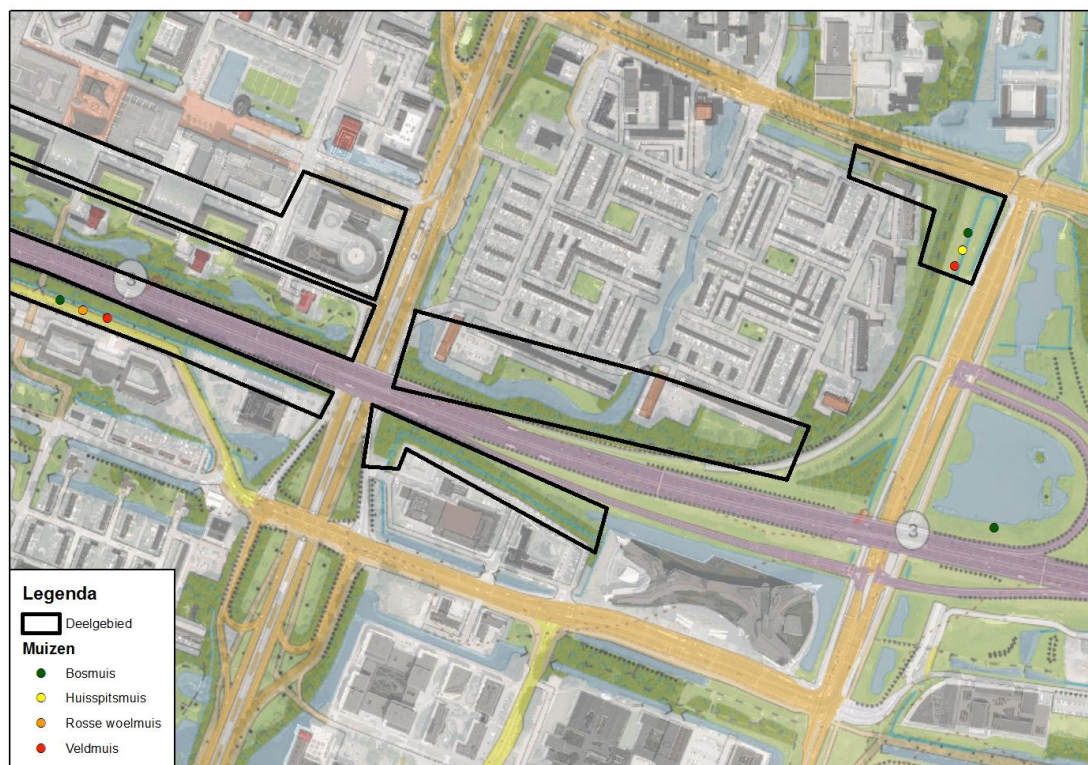 3
3
Legenda
Deelgebied
Muizen
Bosmuis
Huisspitsmuis
Rosse woelmuis
Veldmuis